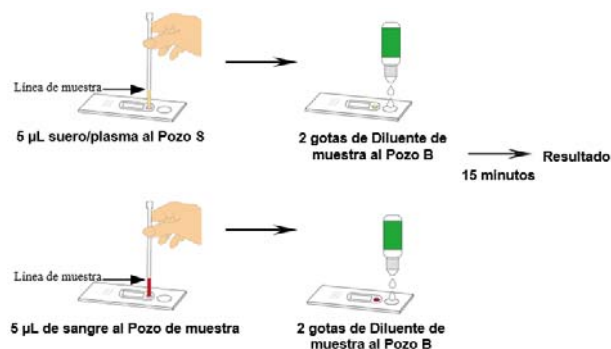 Línea de muestra
5 µL suero/plasma al Pozo S
2 gotas de Diluente de
muestra al Pozo B
15 minutos
Resultado
Línea de muestra
5 µL de sangre al Pozo de muestra
2 gotas de Diluente de
muestra al Pozo B